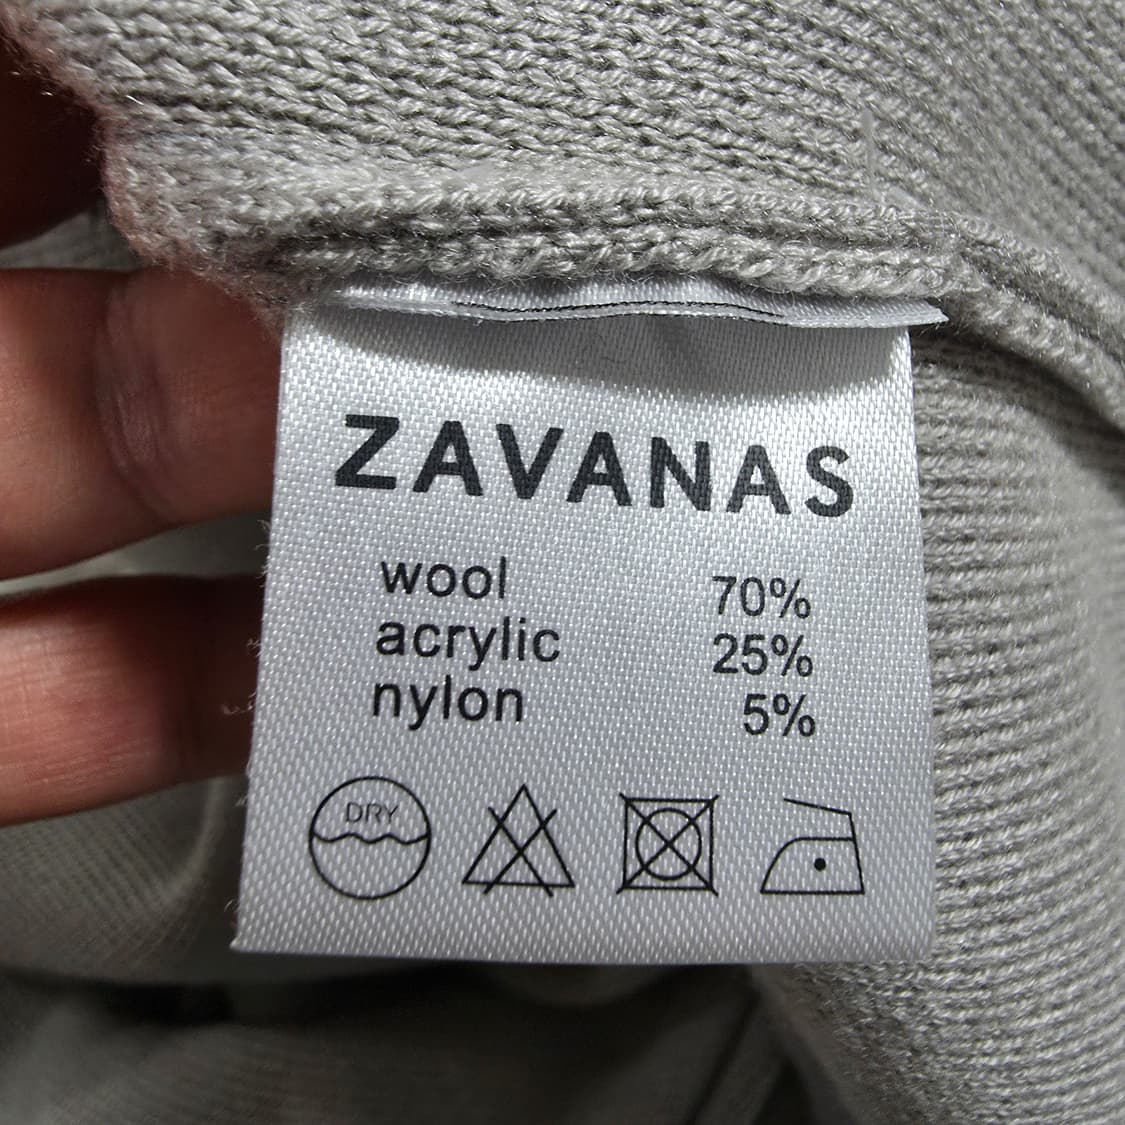 ZAVANAS
wool 70%
acrylic 25%
nylon 5%
DRY